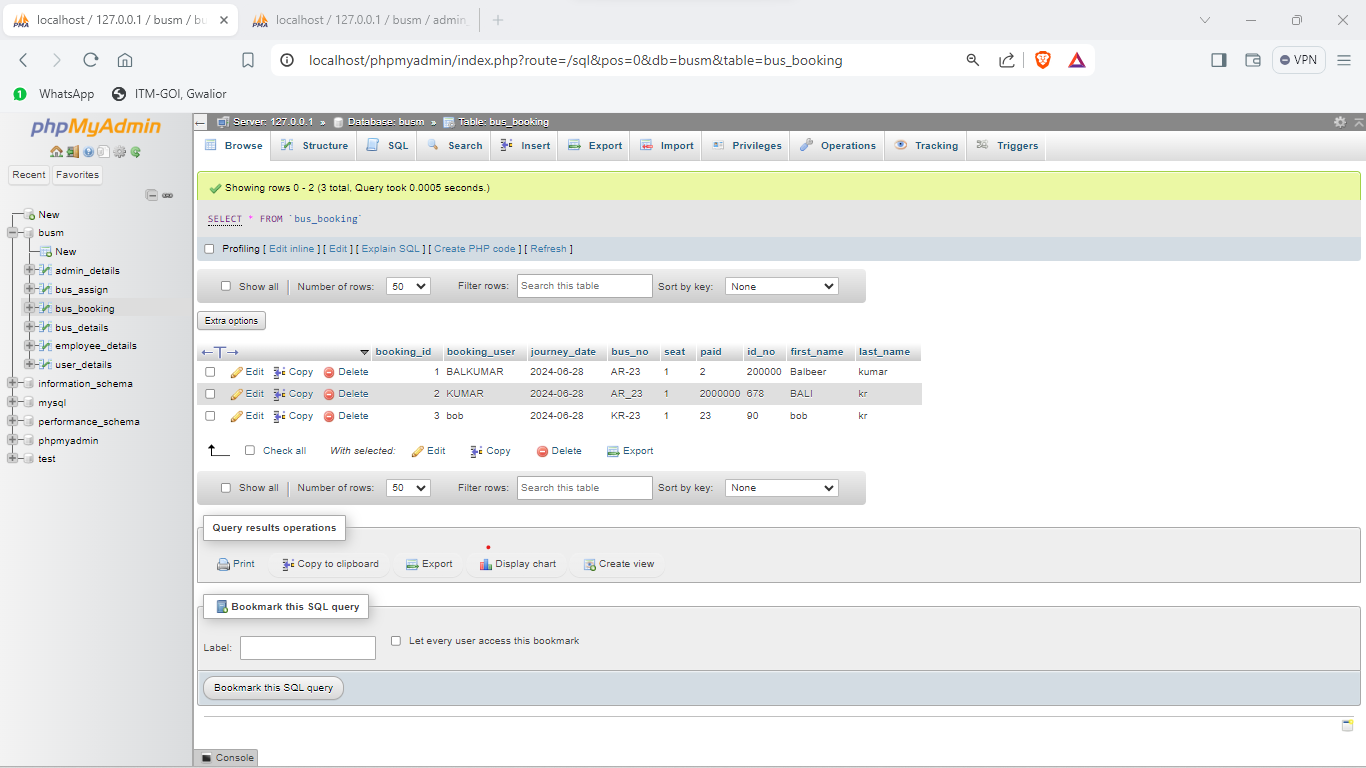 localhost / 127.0.0.1 / busm / bu
localhost / 127.0.0.1 / busm / admin_
localhost/phpmyadmin/index.php?route=/sql&pos=0&db=busm&table=bus_booking
VPN
WhatsApp
ITM-GOI, Gwalior
phpMyAdmin
Recent
Favorites
New
busm
New
admin_details
bus_assign
bus_booking
bus_details
employee_details
user_details
information_schema
mysql
performance_schema
phpmyadmin
test
Server: 127.0.0.1 » Database: busm » Table: bus_booking
Browse Structure SQL Search Insert Export Import Privileges Operations Tracking Triggers
Showing rows 0 - 2 (3 total, Query took 0.0005 seconds.)
SELECT * FROM `bus_booking`
Profiling [ Edit inline ] [ Edit ] [ Explain SQL ] [ Create PHP code ] [ Refresh ]
Show all | Number of rows: 50 Filter rows: Search this table Sort by key: None
Extra options
←T→ booking_id booking_user journey_date bus_no seat paid id_no first_name last_name
Edit Copy Delete 1 BALKUMAR 2024-06-28 AR-23 1 2 200000 Balbeer kumar
Edit Copy Delete 2 KUMAR 2024-06-28 AR_23 1 2000000 678 BALI kr
Edit Copy Delete 3 bob 2024-06-28 KR-23 1 23 90 bob kr
Check all With selected: Edit Copy Delete Export
Show all | Number of rows: 50 Filter rows: Search this table Sort by key: None
Query results operations
Print Copy to clipboard Export Display chart Create view
Bookmark this SQL query
Label: Let every user access this bookmark
Bookmark this SQL query
Console